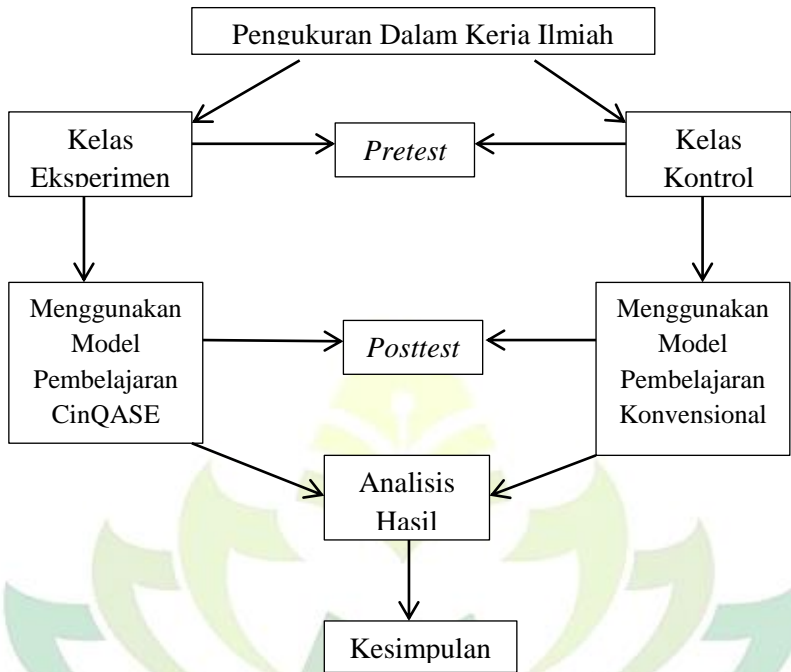 Pengukuran Dalam Kerja Ilmiah
Kelas
Eksperimen
Pretest
Kelas
Kontrol
Menggunakan
Model
Pembelajaran
CinQASE
Posttest
Menggunakan
Model
Pembelajaran
Konvensional
Analisis
Hasil
Kesimpulan